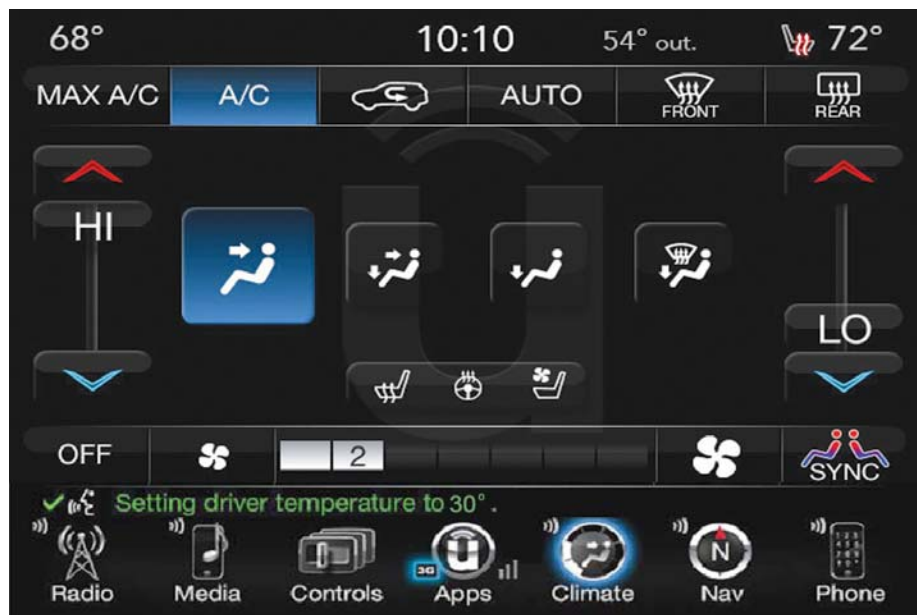 68° 10:10 54° out. 72°
MAX A/C A/C AUTO FRONT REAR
HI
LO
OFF 2 SYNC
Setting driver temperature to 30°.
3G
Radio Media Controls Apps Climate Nav Phone